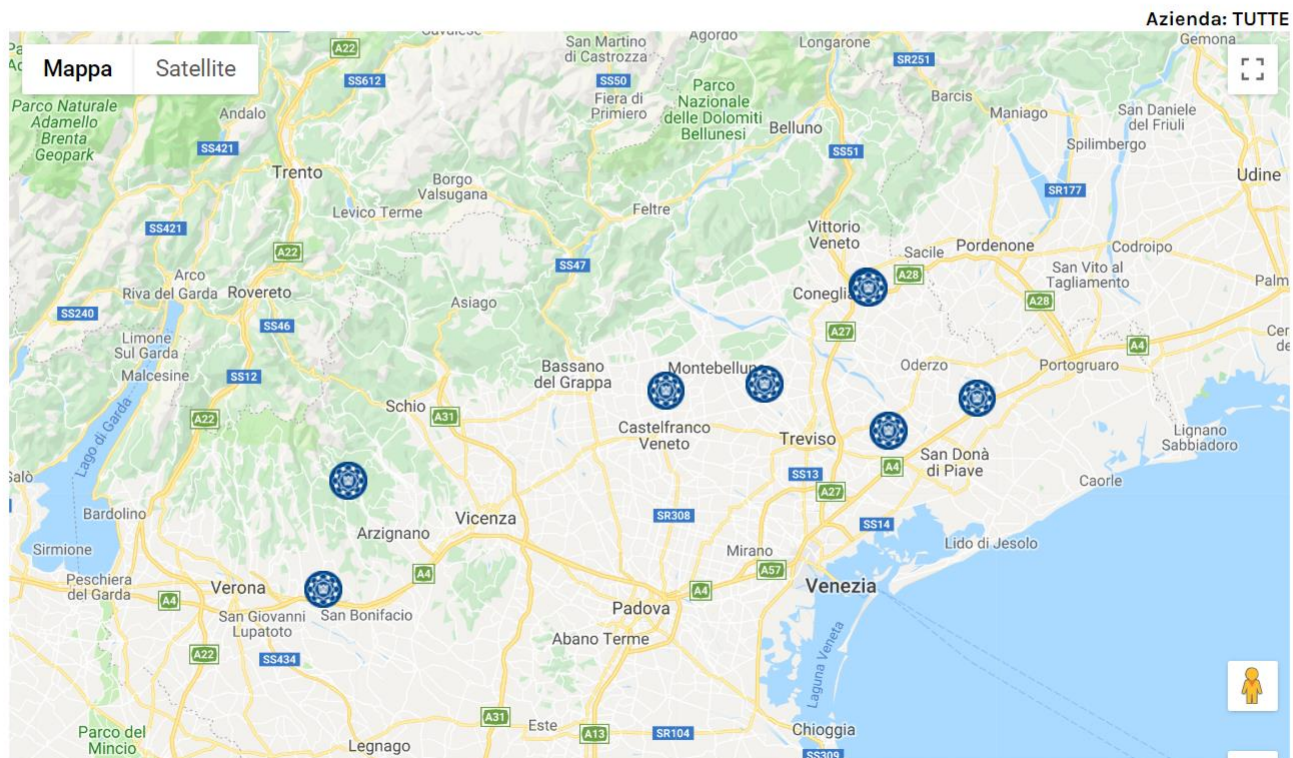 Azienda: TUTTE
Mappa
Satellite
A22
SS612
San Martino
di Castrozza
Agordo
Longarone
SR251
Gemona
Parco Naturale
Adamello
Brenta
Geopark
Andalo
SS421
Trento
SS50
Fiera di
Primiero
Parco
Nazionale
delle Dolomiti
Bellunesi
Belluno
SS51
Barcis
Maniago
San Daniele
del Friuli
Spilimbergo
Udine
SR177
Borgo
Valsugana
Levico Terme
Feltre
SS421
A22
SS47
Vittorio
Veneto
Sacile
Pordenone
Codroipo
A28
San Vito al
Tagliamento
Palm
Arco
Riva del Garda
Rovereto
Asiago
Coneglia
A28
SS240
SS46
A27
A4
Limone
Sul Garda
Malcesine
SS12
Bassano
del Grappa
Montebellun
Oderzo
Portogruaro
Schio
A31
A22
Lago di Garda
Castelfranco
Veneto
Treviso
Lignano
Sabbiadoro
San Donà
di Piave
A4
SS13
A27
Caorle
Salò
Bardolino
Arzignano
Vicenza
SR308
SS14
Sirmione
Mirano
Lido di Jesolo
A57
Peschiera
del Garda
A4
Verona
A4
A4
Venezia
San Giovanni
Lupatoto
San Bonifacio
Padova
Abano Terme
A22
SS434
Laguna Veneta
A31
Este
A13
SR104
Chioggia
Parco del
Mincio
Legnago
SS309